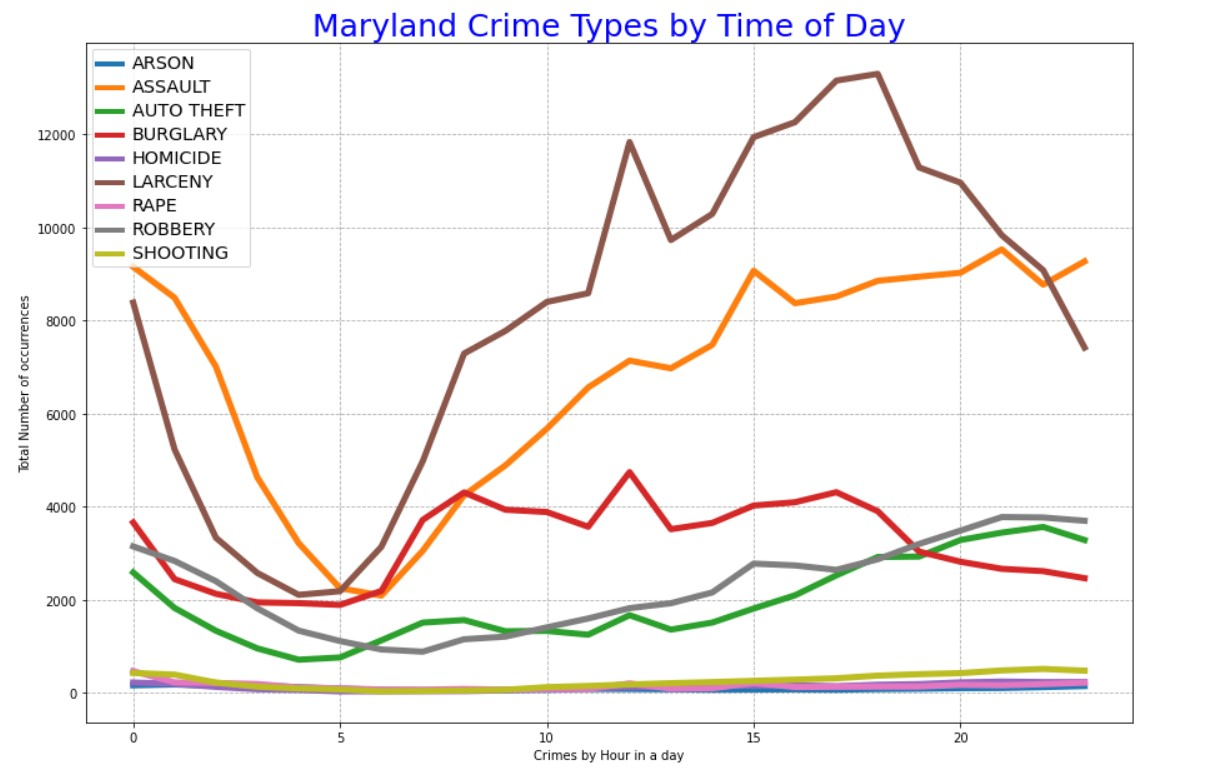 Maryland Crime Types by Time of Day
ARSON
ASSAULT
AUTO THEFT
BURGLARY
HOMICIDE
LARCENY
RAPE
ROBBERY
SHOOTING
12000
10000
8000
6000
4000
2000
0
Total Number of occurrences
0 5 10 15 20
Crimes by Hour in a day